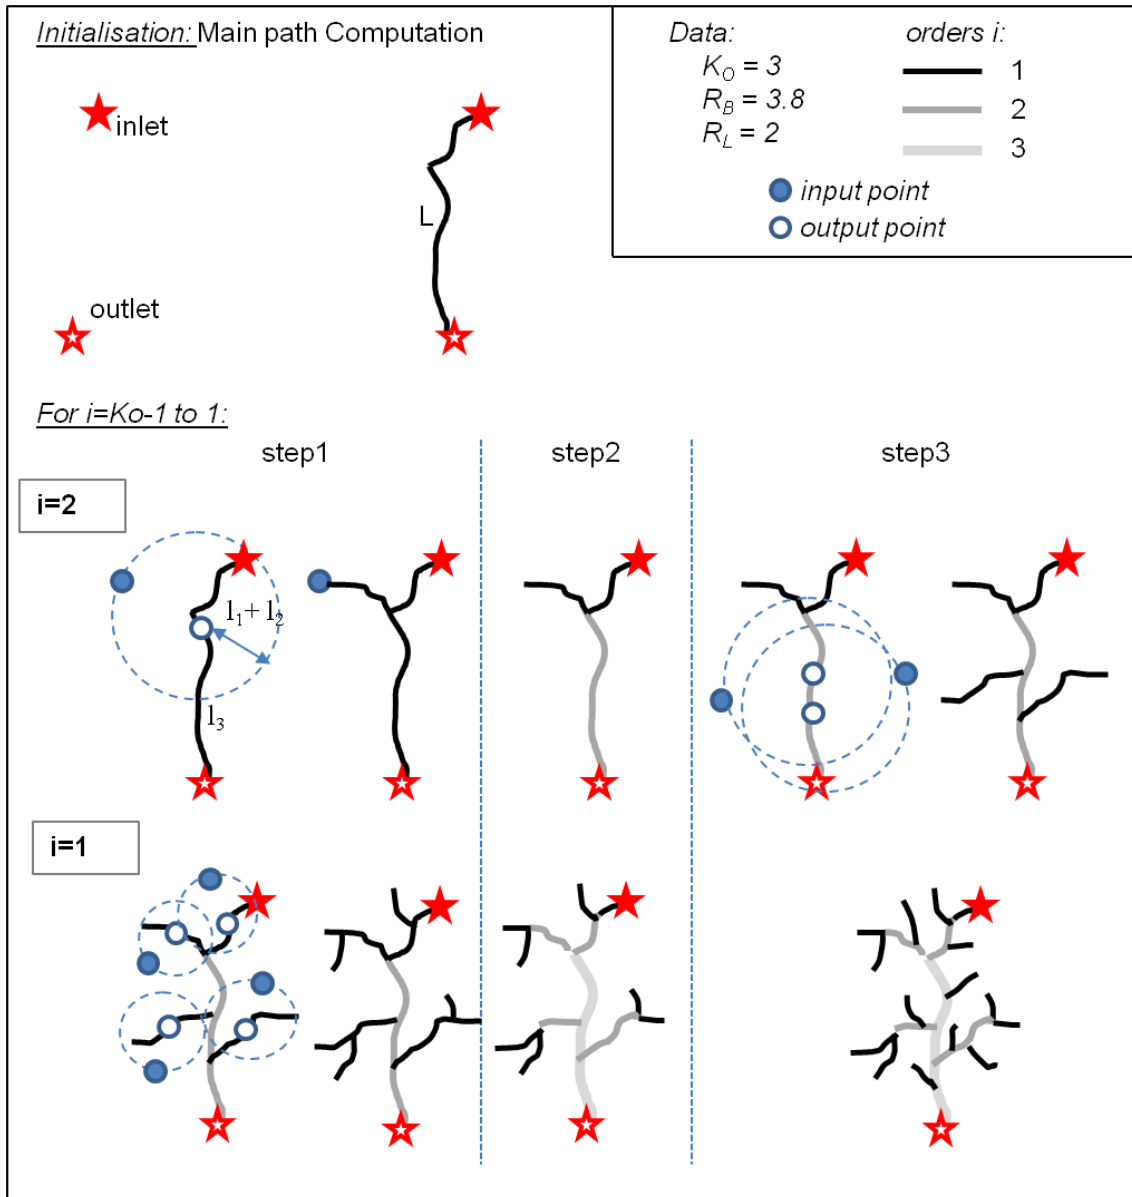 Initialisation: Main path Computation
inlet
L
outlet
Data:
K_O = 3
R_B = 3.8
R_L = 2
orders i:
1
2
3
input point
output point
For i=Ko-1 to 1:
step1
step2
step3
i=2
l₁+ l₂
l₃
i=1